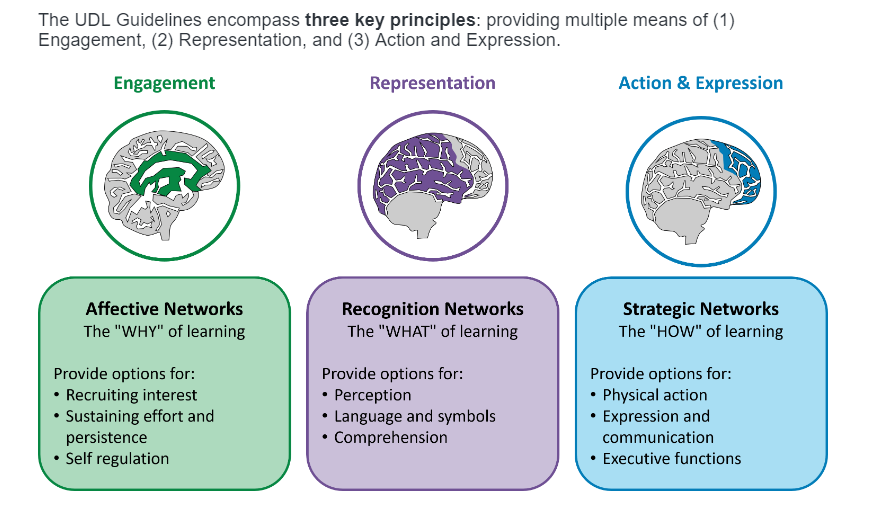 The UDL Guidelines encompass three key principles: providing multiple means of (1)
Engagement, (2) Representation, and (3) Action and Expression.
Engagement
Representation
Action & Expression
Affective Networks
The "WHY" of learning
Provide options for:
• Recruiting interest
• Sustaining effort and
persistence
• Self regulation
Recognition Networks
The "WHAT" of learning
Provide options for:
• Perception
• Language and symbols
• Comprehension
Strategic Networks
The "HOW" of learning
Provide options for:
• Physical action
• Expression and
communication
• Executive functions